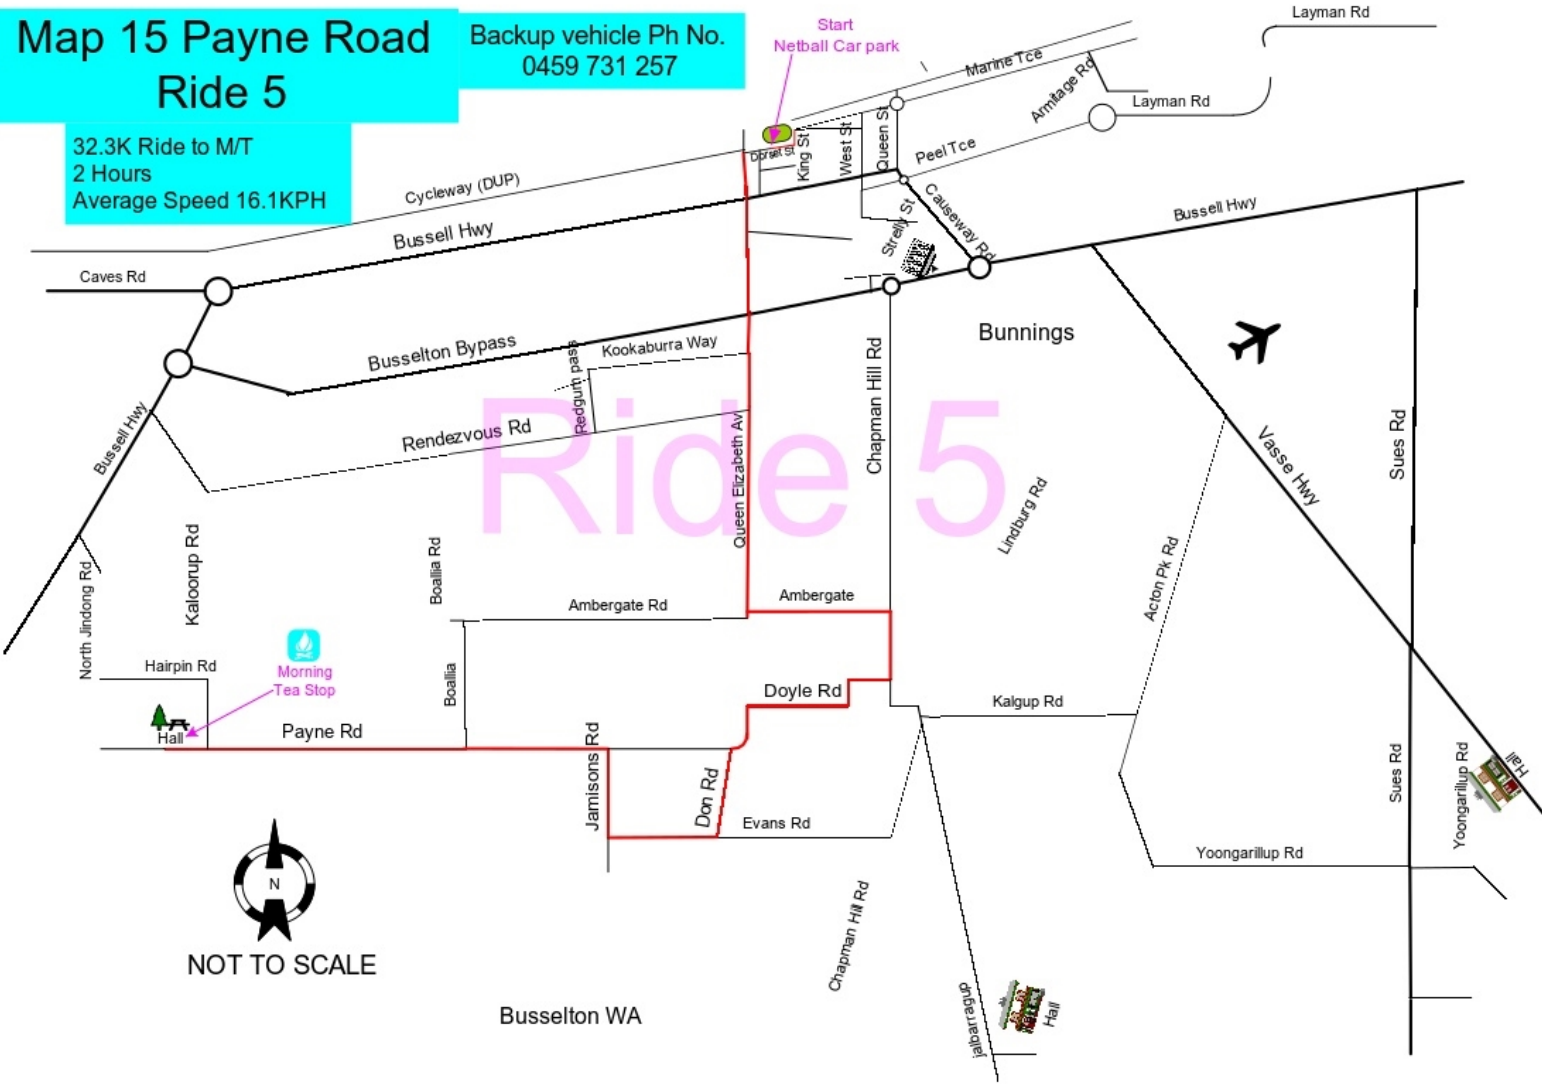 Map 15 Payne Road
Ride 5
Backup vehicle Ph No.
0459 731 257
32.3K Ride to M/T
2 Hours
Average Speed 16.1KPH
Start
Netball Car park
Layman Rd
Marine Tce
Armitage Rd
Layman Rd
Dorset St
King St
West St
Queen St
Peel Tce
Cycleway (DUP)
Bussell Hwy
Causeway Rd
Strelly St
Bussell Hwy
Caves Rd
Bunnings
Busselton Bypass
Kookaburra Way
Redgum pass
Chapman Hill Rd
Bussell Hwy
Rendezvous Rd
Queen Elizabeth Av
Ride 5
Vasse Hwy
Sues Rd
Lindburg Rd
Kaloorup Rd
Boallia Rd
Acton Pk Rd
North Jindong Rd
Ambergate Rd
Ambergate
Hairpin Rd
Morning
Tea Stop
Boallia
Doyle Rd
Kalgup Rd
Hall
Payne Rd
Jamisons Rd
Don Rd
Sues Rd
Yoongarillup Rd
Hall
Evans Rd
Yoongarillup Rd
N
NOT TO SCALE
Chapman Hill Rd
Busselton WA
jalbarragup
Hall